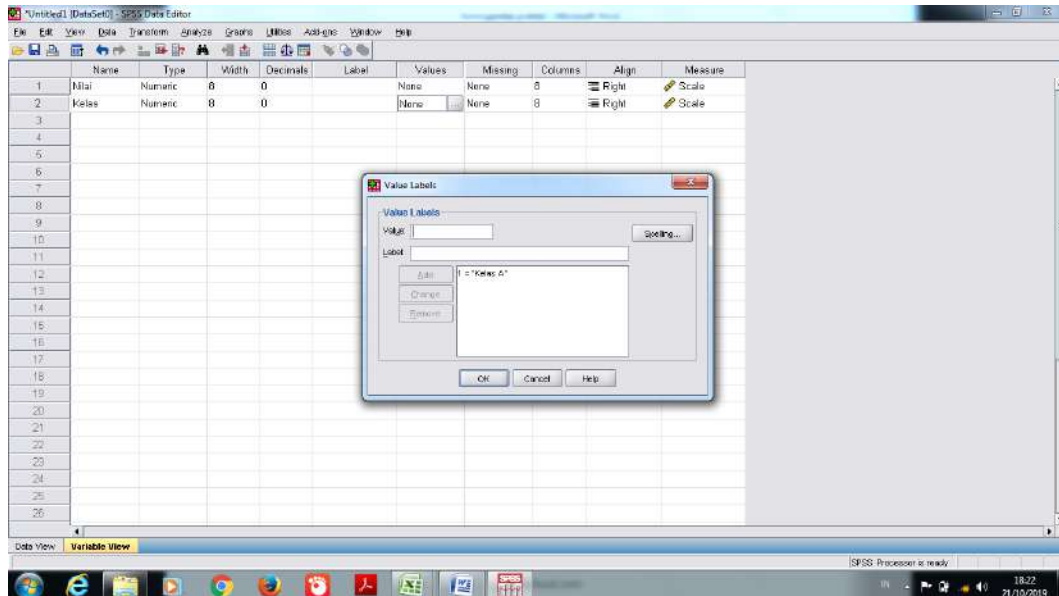 *Untitled1 [DataSet0] - SPSS Data Editor
File Edit View Data Transform Analyze Graphs Utilities Add-ons Window Help
Name Type Width Decimals Label Values Missing Columns Align Measure
1 Nilai Numeric 8 0 None None 8 Right Scale
2 Kelas Numeric 8 0 None ... None 8 Right Scale
3
4
5
6
7
8
9
10
11
12
13
14
15
16
17
18
19
20
21
22
23
24
25
26
Value Labels
Value Labels
Value:
Spelling...
Label:
Add
1 = "Kelas A"
Change
Remove
OK Cancel Help
Data View Variable View
SPSS Processor is ready
IN 18:22
21/10/2019